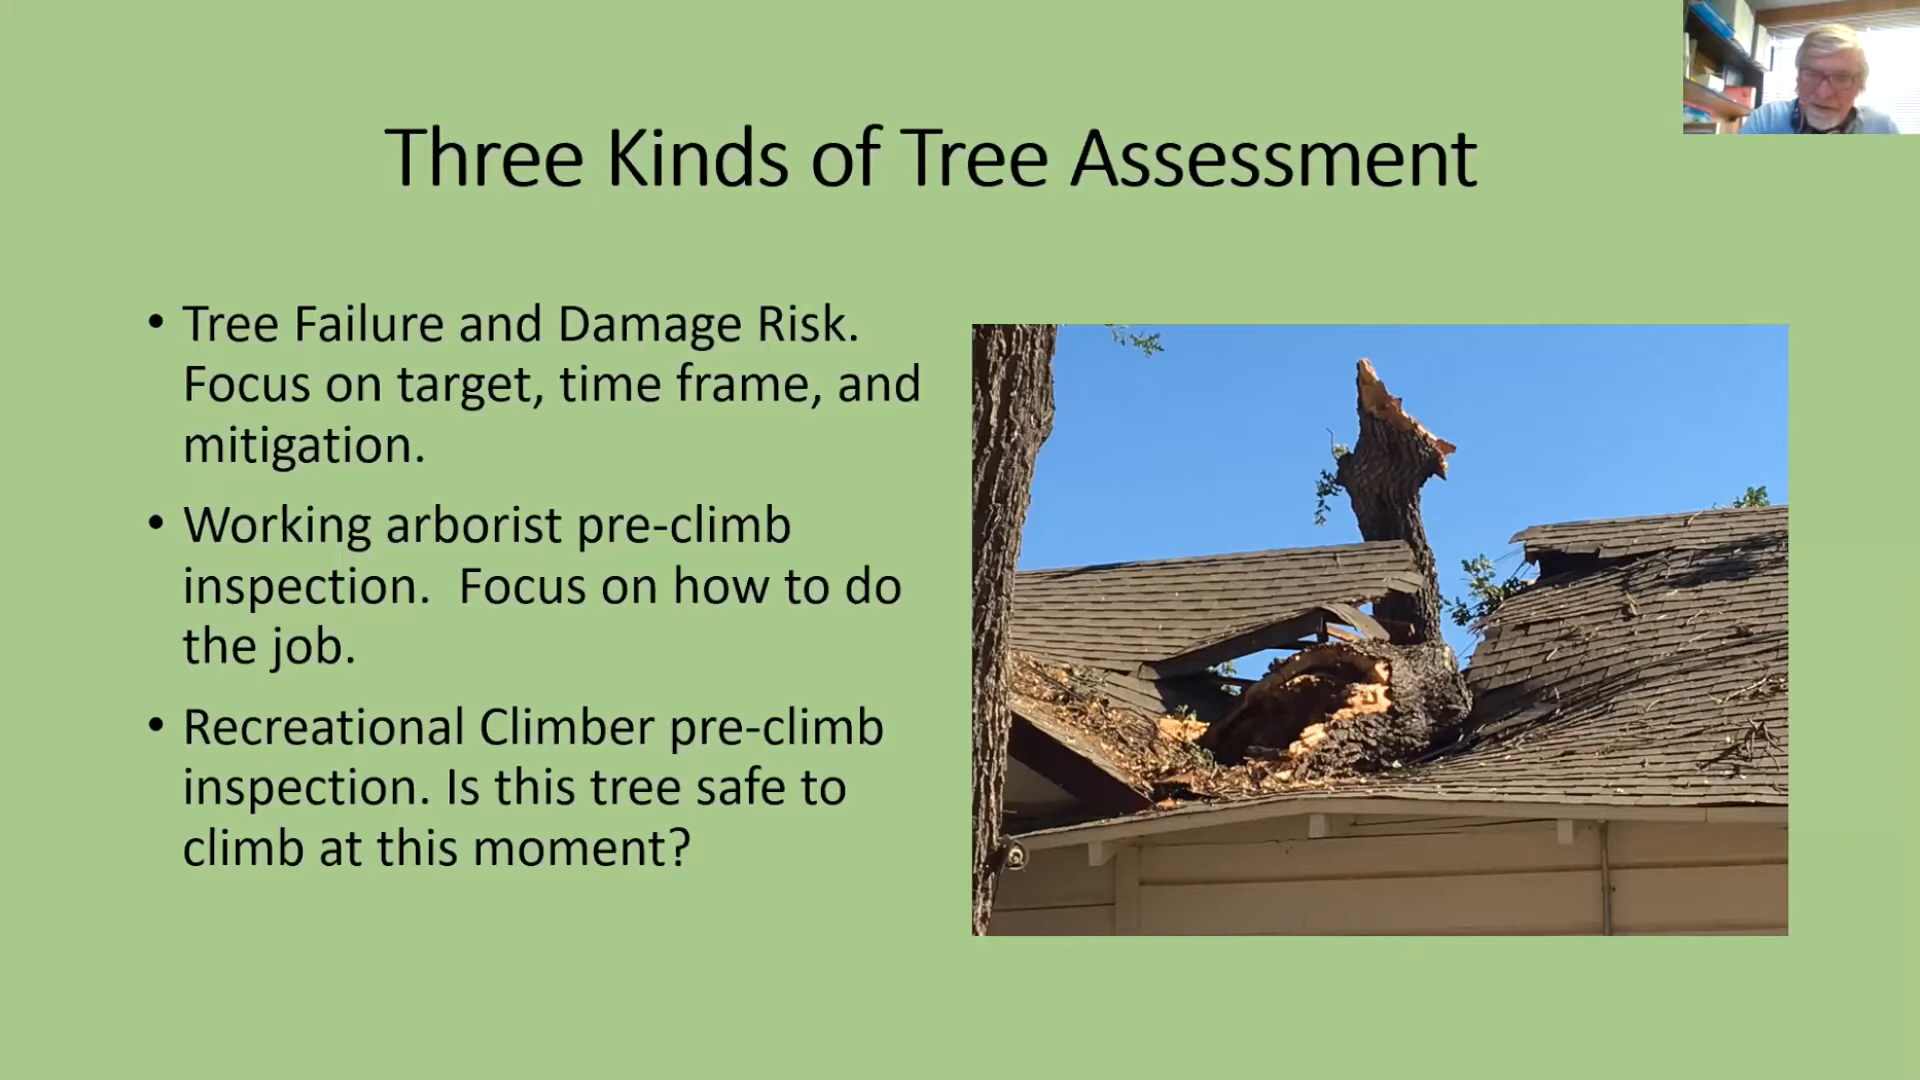 Three Kinds of Tree Assessment
• Tree Failure and Damage Risk.
Focus on target, time frame, and
mitigation.
• Working arborist pre-climb
inspection.  Focus on how to do
the job.
• Recreational Climber pre-climb
inspection. Is this tree safe to
climb at this moment?